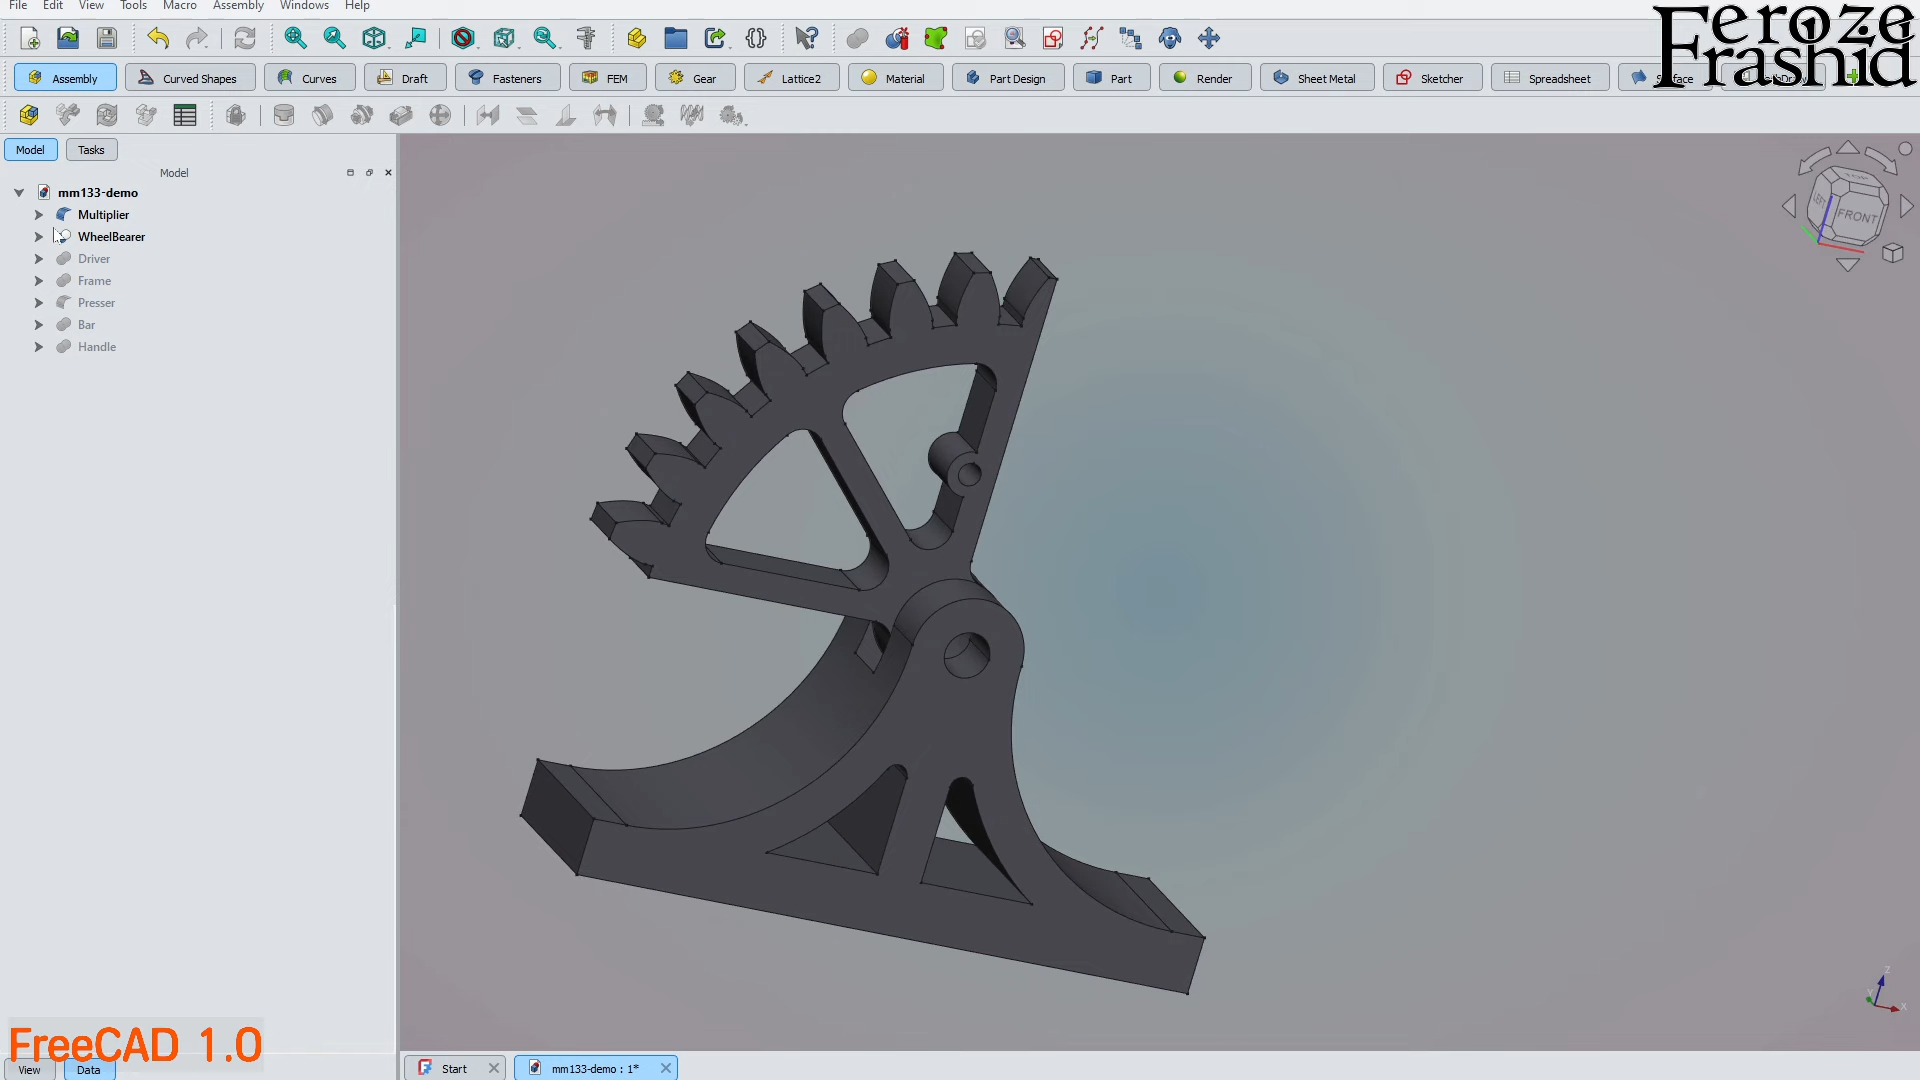 File Edit View Tools Macro Assembly Windows Help
Feroze
Frashid
Assembly Curved Shapes Curves Draft Fasteners FEM Gear Lattice2 Material Part Design Part Render Sheet Metal Sketcher Spreadsheet
Model Tasks
Model
mm133-demo
Multiplier
WheelBearer
Driver
Frame
Presser
Bar
Handle
TOP
LEFT
FRONT
Z
Y
X
FreeCAD 1.0
View Data
Start mm133-demo : 1*